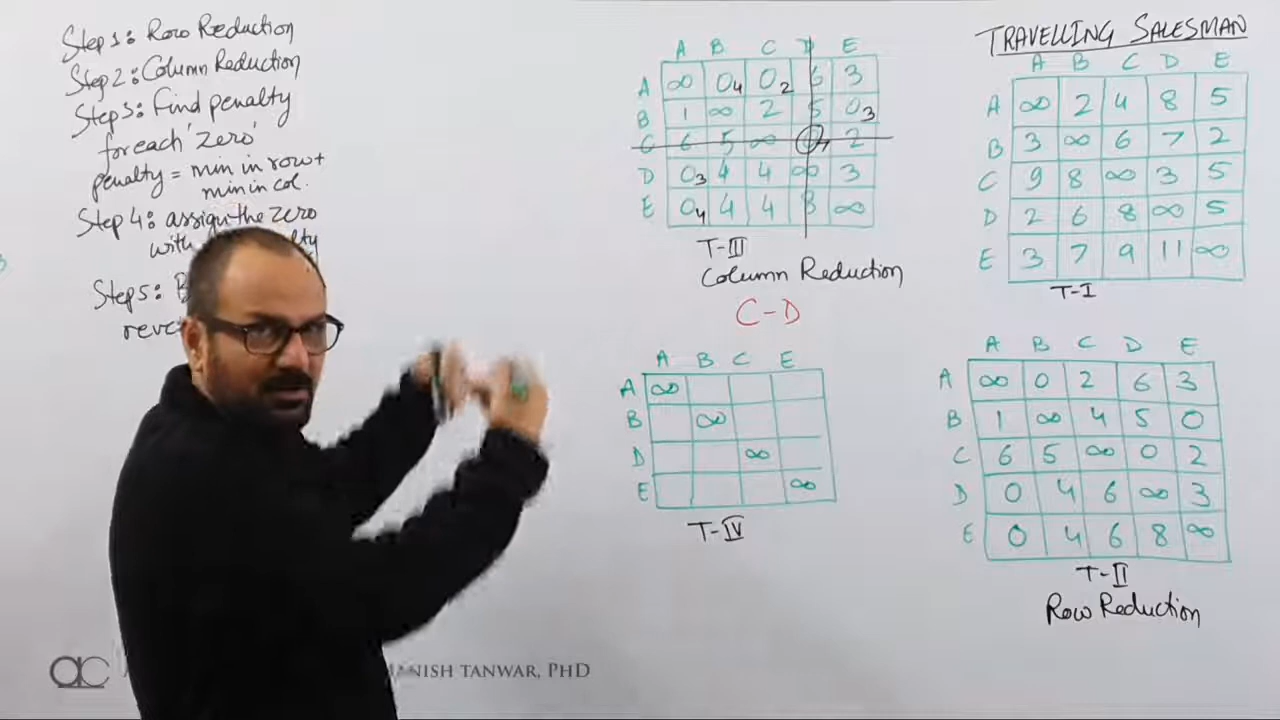 Step 1: Row Reduction
Step 2: Column Reduction
Step 3: Find penalty
for each 'zero'
penalty = min in row +
min in col.
Step 4: assign the zero
with
Step 5:
A B C D E
A ∞ 0₄ 0₂ 6 3
B 1 ∞ 2 5 0₃
C 6 5 ∞ 0₇ 2
D 0₃ 4 4 ∞ 3
E 0₄ 4 4 8 ∞
T-III
Column Reduction
C-D
A B C E
A ∞
B ∞
D ∞
E ∞
T-IV
TRAVELLING SALESMAN
A B C D E
A ∞ 2 4 8 5
B 3 ∞ 6 7 2
C 9 8 ∞ 3 5
D 2 6 8 ∞ 5
E 3 7 9 11 ∞
T-I
A B C D E
A ∞ 0 2 6 3
B 1 ∞ 4 5 0
C 6 5 ∞ 0 2
D 0 4 6 ∞ 3
E 0 4 6 8 ∞
T-II
Row Reduction
TANWAR, PhD